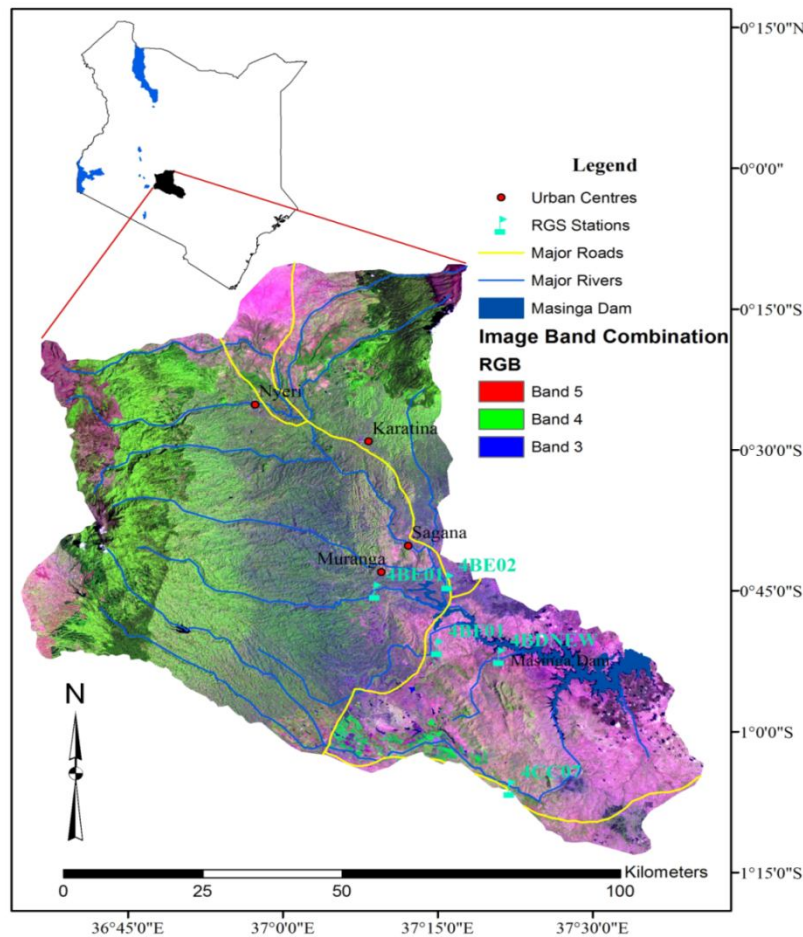 0°15'0"N
0°0'0"
Legend
Urban Centres
RGS Stations
Major Roads
Major Rivers
Masinga Dam
0°15'0"S
Image Band Combination
RGB
Band 5
Band 4
Band 3
Nyeri
Karatina
0°30'0"S
Sagana
Muranga
4BE01
4BE02
0°45'0"S
4BF01
4BDNEW
Masinga Dam
N
1°0'0"S
4CC07
Kilometers
0
25
50
100
1°15'0"S
36°45'0"E
37°0'0"E
37°15'0"E
37°30'0"E